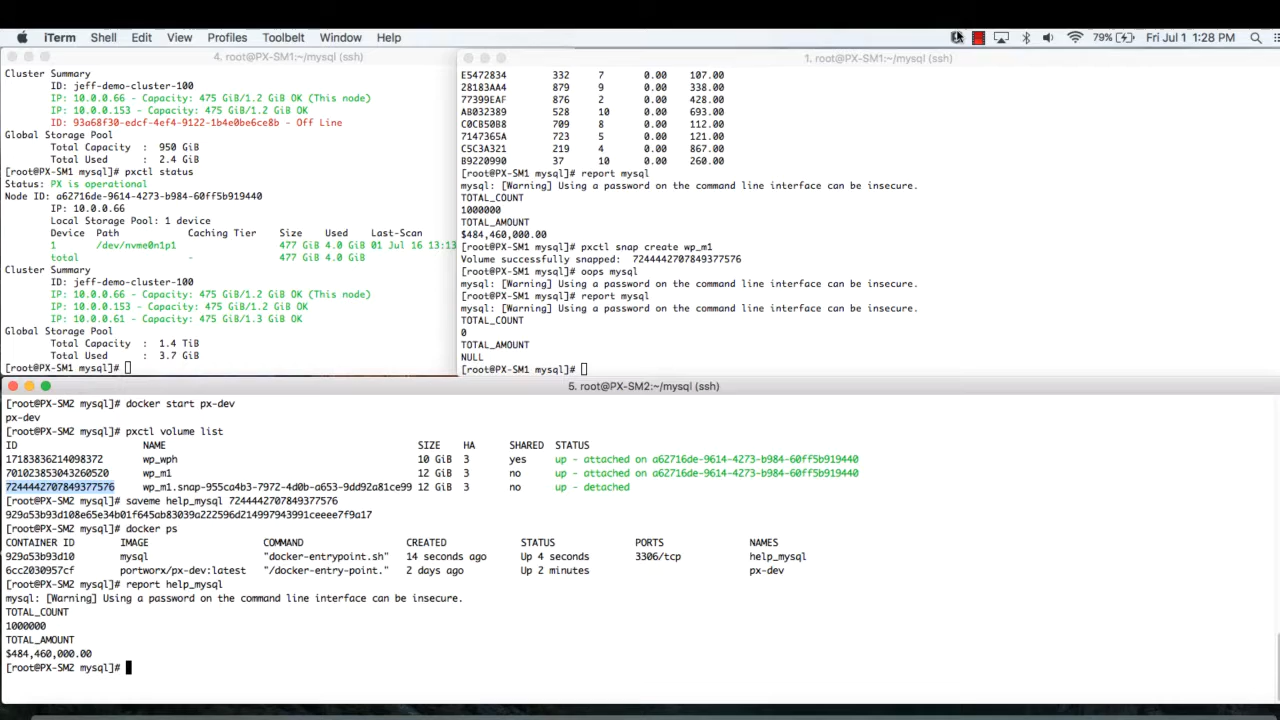 iTerm Shell Edit View Profiles Toolbelt Window Help 79% Fri Jul 1 1:28 PM
4. root@PX-SM1:~/mysql (ssh)
Cluster Summary
ID: jeff-demo-cluster-100
IP: 10.0.0.66 - Capacity: 475 GiB/1.2 GiB OK (This node)
IP: 10.0.0.153 - Capacity: 475 GiB/1.2 GiB OK
ID: 93a68f30-edcf-4ef4-9122-1b4e0be6ce8b - Off Line
Global Storage Pool
Total Capacity : 950 GiB
Total Used : 2.4 GiB
[root@PX-SM1 mysql]# pxctl status
Status: PX is operational
Node ID: a62716de-9614-4273-b984-60ff5b919440
IP: 10.0.0.66
Local Storage Pool: 1 device
Device Path Caching Tier Size Used Last-Scan
1 /dev/nvme0n1p1 477 GiB 4.0 GiB 01 Jul 16 13:13
total - 477 GiB 4.0 GiB
Cluster Summary
ID: jeff-demo-cluster-100
IP: 10.0.0.66 - Capacity: 475 GiB/1.2 GiB OK (This node)
IP: 10.0.0.153 - Capacity: 475 GiB/1.2 GiB OK
IP: 10.0.0.61 - Capacity: 475 GiB/1.3 GiB OK
Global Storage Pool
Total Capacity : 1.4 TiB
Total Used : 3.7 GiB
[root@PX-SM1 mysql]#
1. root@PX-SM1:~/mysql (ssh)
E5472834 332 7 0.00 107.00
28183AA4 879 9 0.00 338.00
77399EAF 876 2 0.00 428.00
A8032389 528 10 0.00 693.00
C0CB50B8 709 8 0.00 112.00
7147365A 723 5 0.00 121.00
C5C3A321 219 4 0.00 867.00
B9220990 37 10 0.00 260.00
[root@PX-SM1 mysql]# report mysql
mysql: [Warning] Using a password on the command line interface can be insecure.
TOTAL_COUNT
1000000
TOTAL_AMOUNT
$484,460,000.00
[root@PX-SM1 mysql]# pxctl snap create wp_m1
Volume successfully snapped: 7244442707849377576
[root@PX-SM1 mysql]# oops mysql
mysql: [Warning] Using a password on the command line interface can be insecure.
[root@PX-SM1 mysql]# report mysql
mysql: [Warning] Using a password on the command line interface can be insecure.
TOTAL_COUNT
0
TOTAL_AMOUNT
NULL
[root@PX-SM1 mysql]#
5. root@PX-SM2:~/mysql (ssh)
[root@PX-SM2 mysql]# docker start px-dev
px-dev
[root@PX-SM2 mysql]# pxctl volume list
ID NAME SIZE HA SHARED STATUS
17183836214098372 wp_wph 10 GiB 3 yes up - attached on a62716de-9614-4273-b984-60ff5b919440
701023853043260520 wp_m1 12 GiB 3 no up - attached on a62716de-9614-4273-b984-60ff5b919440
7244442707849377576 wp_m1.snap-955ca4b3-7972-4d0b-a653-9dd92a81ce99 12 GiB 3 no up - detached
[root@PX-SM2 mysql]# saveme help_mysql 7244442707849377576
929a53b93d108e65e34b01f645ab83039a222596d214997943991ceeee7f9a17
[root@PX-SM2 mysql]# docker ps
CONTAINER ID IMAGE COMMAND CREATED STATUS PORTS NAMES
929a53b93d10 mysql "docker-entrypoint.sh" 14 seconds ago Up 4 seconds 3306/tcp help_mysql
6cc2030957cf portworx/px-dev:latest "/docker-entry-point." 2 days ago Up 2 minutes px-dev
[root@PX-SM2 mysql]# report help_mysql
mysql: [Warning] Using a password on the command line interface can be insecure.
TOTAL_COUNT
1000000
TOTAL_AMOUNT
$484,460,000.00
[root@PX-SM2 mysql]#